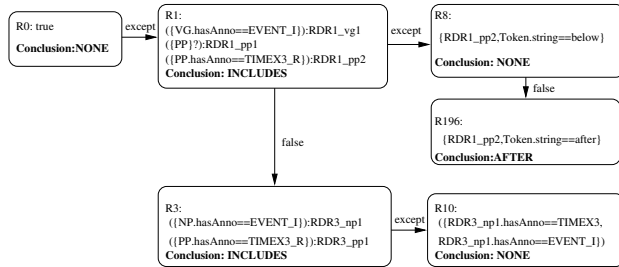 R0: true
Conclusion:NONE
except
R1:
({VG.hasAnno==EVENT_I}):RDR1_vg1
({PP}?):RDR1_pp1
({PP.hasAnno==TIMEX3_R}):RDR1_pp2
Conclusion: INCLUDES
except
R8:
{RDR1_pp2,Token.string==below}
Conclusion: NONE
false
R196:
{RDR1_pp2,Token.string==after}
Conclusion:AFTER
false
R3:
({NP.hasAnno==EVENT_I}):RDR3_np1
({PP.hasAnno==TIMEX3_R}):RDR3_pp1
Conclusion: INCLUDES
except
R10:
({RDR3_np1.hasAnno==TIMEX3,
RDR3_np1.hasAnno==EVENT_I})
Conclusion: NONE